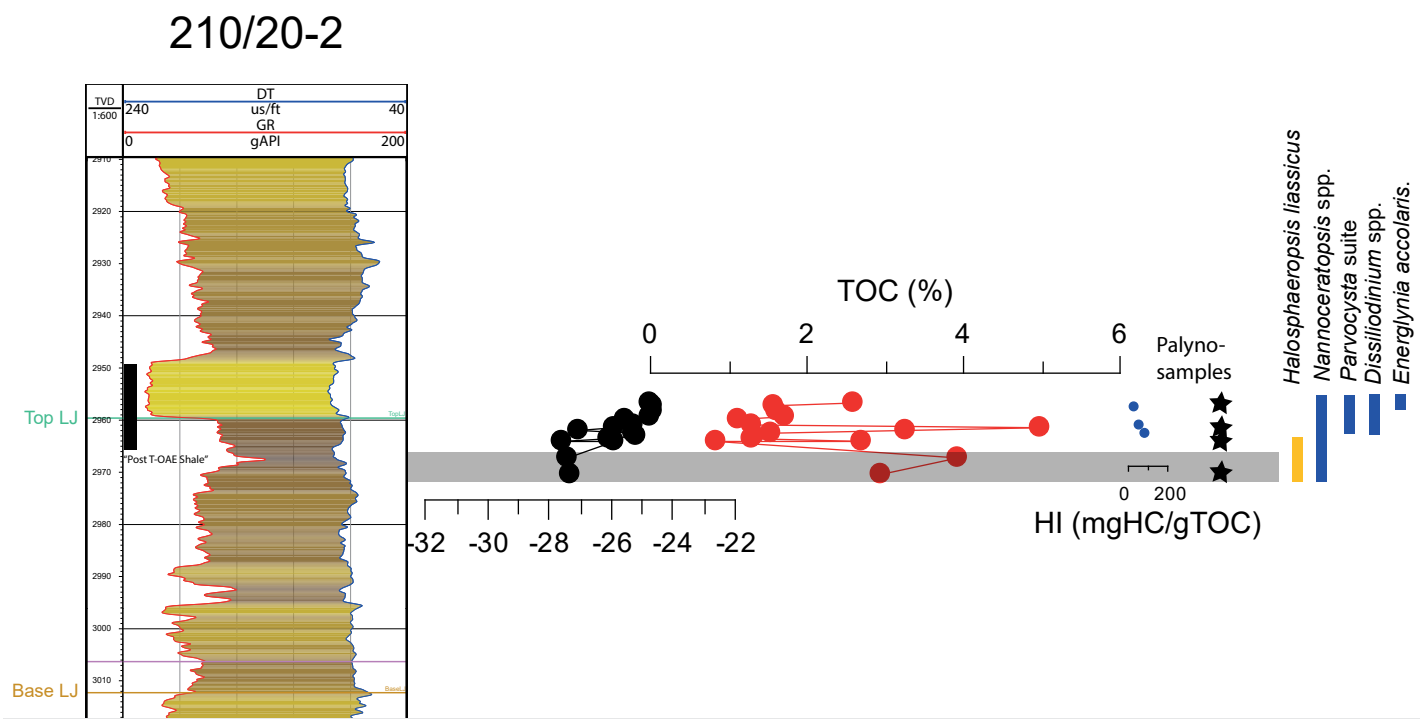 210/20-2
TVD
1:600
DT
240 us/ft 40
GR
0 gAPI 200
2910
2920
2930
2940
2950
2960
2970
2980
2990
3000
3010
Top LJ
TopLJ
"Post T-OAE Shale"
Base LJ
-32 -30 -28 -26 -24 -22
TOC (%)
0 2 4 6
Palyno-
samples
0 200
HI (mgHC/gTOC)
Halosphaeropsis liassicus
Nannoceratopsis spp.
Parvocysta suite
Dissiliodinium spp.
Energlynia accolaris.